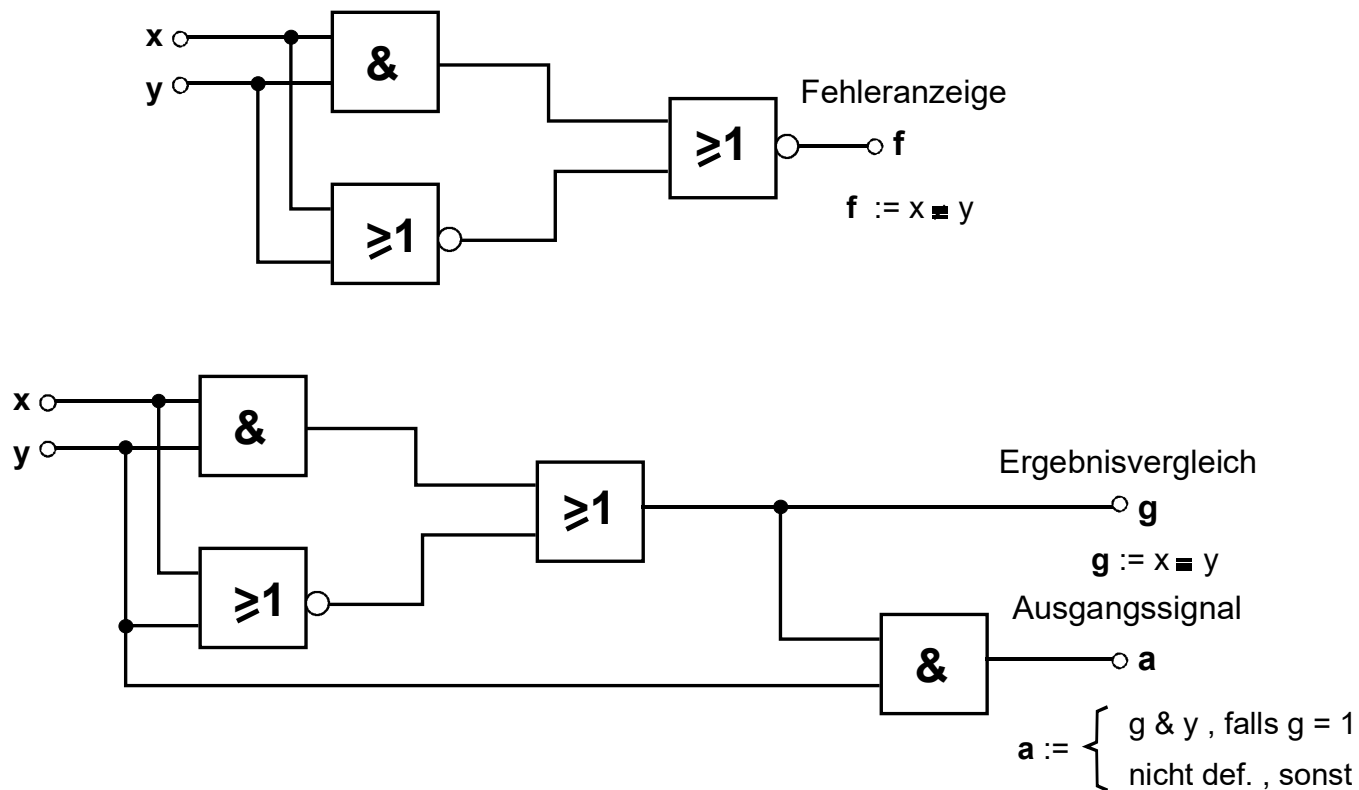 x
&
y
Fehleranzeige
≥1
f
f := x ≢ y
≥1
x
&
y
Ergebnisvergleich
≥1
g
g := x ≡ y
≥1
Ausgangssignal
&
a
a := { g & y , falls g = 1
nicht def. , sonst